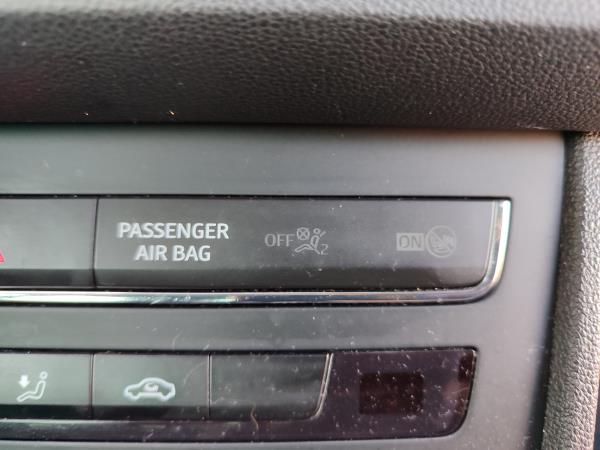 PASSENGER
AIR BAG
OFF 2
ON